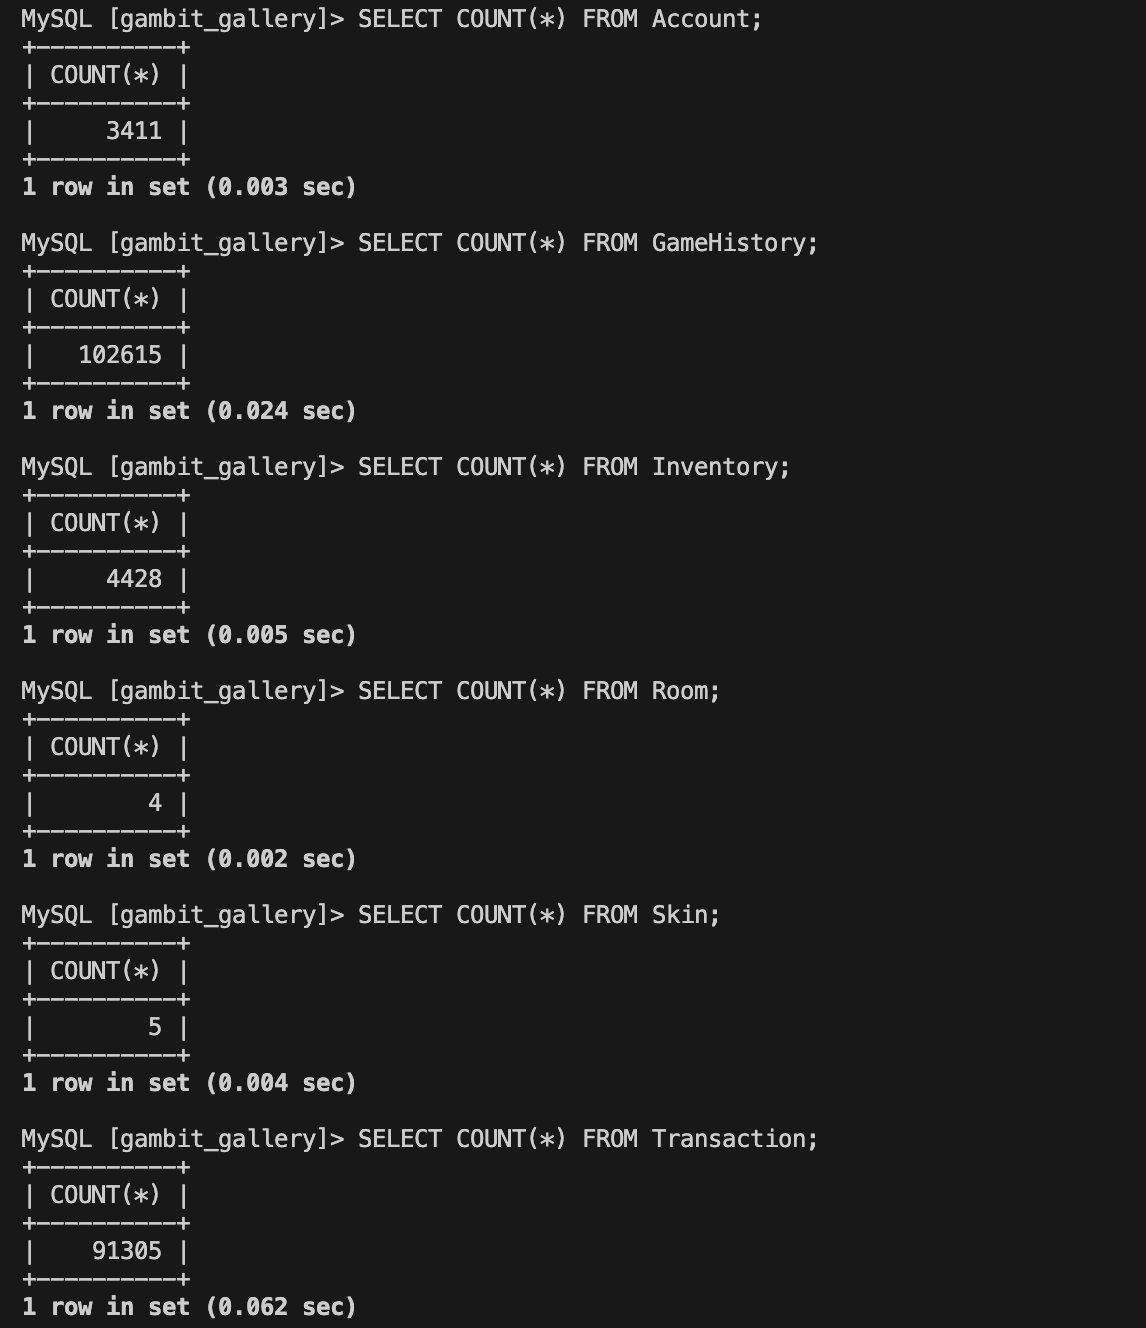 MySQL [gambit_gallery]> SELECT COUNT(*) FROM Account;
+----------+
| COUNT(*) |
+----------+
|     3411 |
+----------+
1 row in set (0.003 sec)

MySQL [gambit_gallery]> SELECT COUNT(*) FROM GameHistory;
+----------+
| COUNT(*) |
+----------+
|   102615 |
+----------+
1 row in set (0.024 sec)

MySQL [gambit_gallery]> SELECT COUNT(*) FROM Inventory;
+----------+
| COUNT(*) |
+----------+
|     4428 |
+----------+
1 row in set (0.005 sec)

MySQL [gambit_gallery]> SELECT COUNT(*) FROM Room;
+----------+
| COUNT(*) |
+----------+
|        4 |
+----------+
1 row in set (0.002 sec)

MySQL [gambit_gallery]> SELECT COUNT(*) FROM Skin;
+----------+
| COUNT(*) |
+----------+
|        5 |
+----------+
1 row in set (0.004 sec)

MySQL [gambit_gallery]> SELECT COUNT(*) FROM Transaction;
+----------+
| COUNT(*) |
+----------+
|    91305 |
+----------+
1 row in set (0.062 sec)